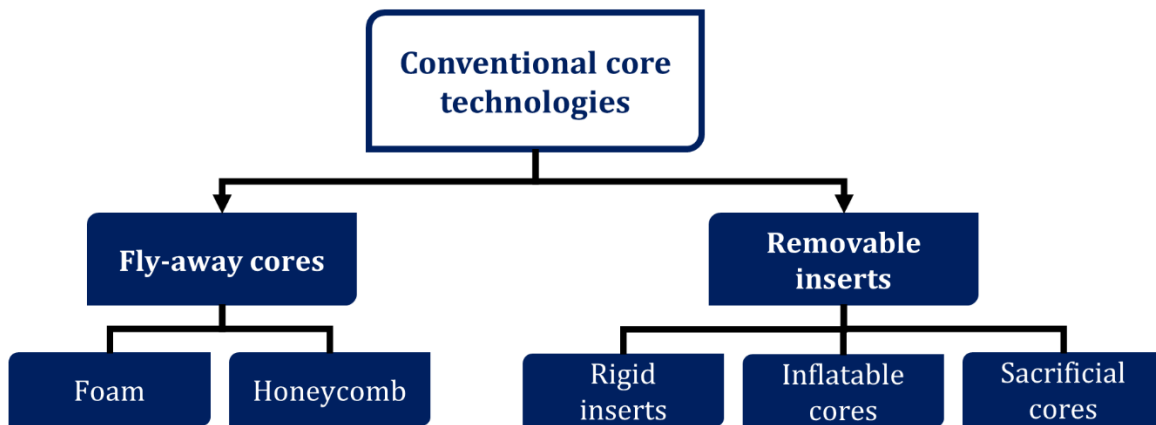 Conventional core
technologies
Fly-away cores
Removable
inserts
Foam
Honeycomb
Rigid
inserts
Inflatable
cores
Sacrificial
cores